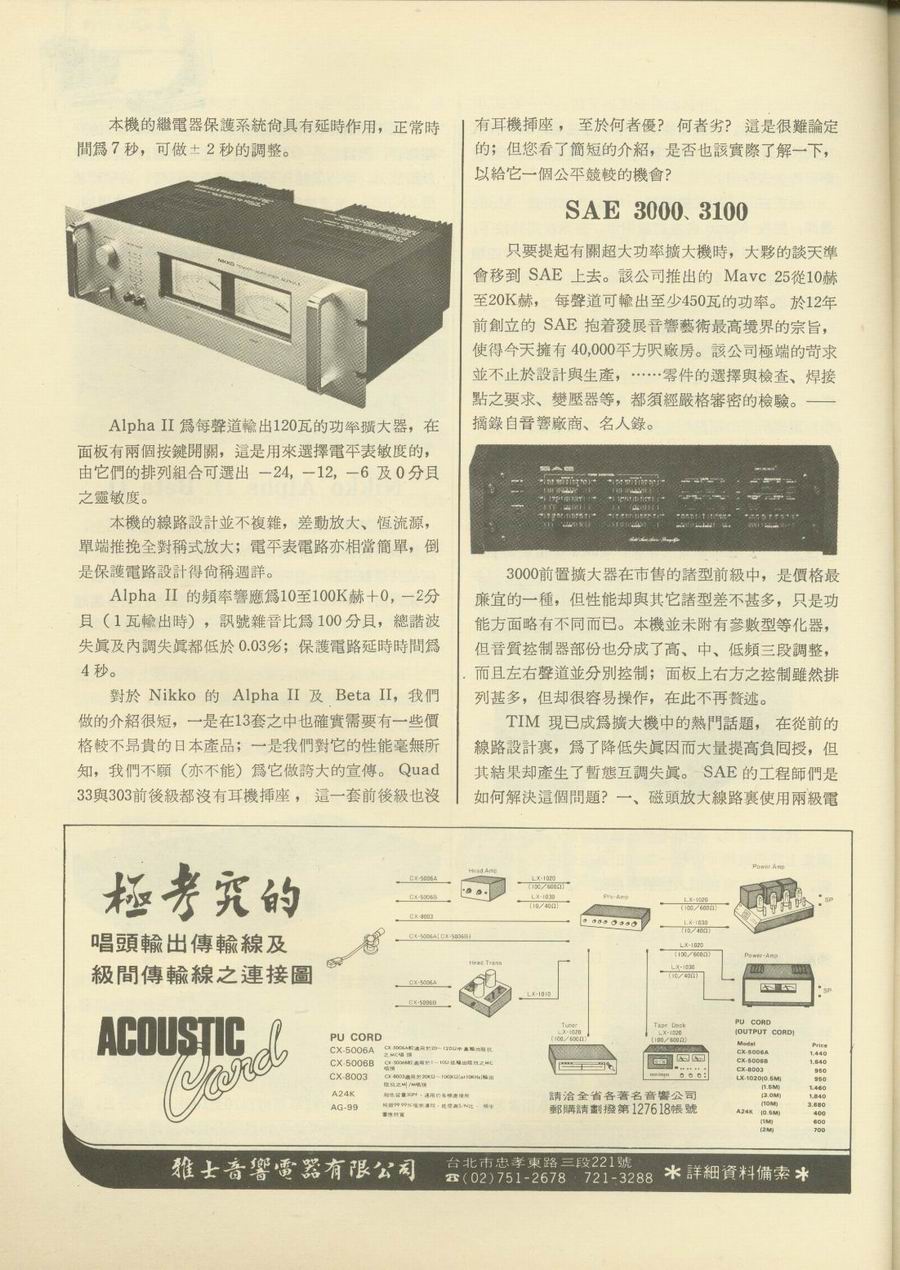 本機的繼電器保護系統尙具有延時作用，正常時
間爲7秒，可做±2秒的調整。
NIKKO
Alpha II 爲每聲道輸出120瓦的功率擴大器，在
面板有兩個按鍵開關，這是用來選擇電平表敏度的，
由它們的排列組合可選出 －24, －12, －6 及0分貝
之靈敏度。
本機的線路設計並不複雜，差動放大、恆流源，
單端推挽全對稱式放大；電平表電路亦相當簡單，倒
是保護電路設計得尙稱週詳。
Alpha II 的頻率響應爲10至100K赫＋0, －2分
貝（1瓦輸出時），訊號雜音比爲100分貝，總諧波
失眞及內調失眞都低於0.03%；保護電路延時時間爲
4秒。
對於 Nikko 的 Alpha II 及 Beta II，我們
做的介紹很短，一是在13套之中也確實需要有一些價
格較不昂貴的日本產品；一是我們對它的性能毫無所
知，我們不願（亦不能）爲它做誇大的宣傳。 Quad
33與303前後級都沒有耳機揷座， 這一套前後級也沒
有耳機揷座， 至於何者優？ 何者劣？ 這是很難論定
的；但您看了簡短的介紹，是否也該實際了解一下，
以給它一個公平競較的機會？
SAE 3000、3100
只要提起有關超大功率擴大機時，大夥的談天準
會移到 SAE 上去。該公司推出的 Mavc 25從10赫
至20K赫， 每聲道可輸出至少450瓦的功率。 於12年
前創立的 SAE 抱着發展音響藝術最高境界的宗旨，
使得今天擁有40,000平方呎廠房。該公司極端的苛求
並不止於設計與生產，……零件的選擇與檢查、焊接
點之要求、變壓器等，都須經嚴格審密的檢驗。——
摘錄自音響廠商、名人錄。
SAE
3000前置擴大器在市售的諸型前級中，是價格最
廉宜的一種，但性能却與其它諸型差不甚多，只是功
能方面略有不同而已。本機並未附有參數型等化器，
但音質控制器部份也分成了高、中、低頻三段調整，
而且左右聲道並分別控制；面板上右方之控制雖然排
列甚多，但却很容易操作，在此不再贅述。
TIM 現已成爲擴大機中的熱門話題， 在從前的
線路設計裏，爲了降低失眞因而大量提高負囘授，但
其結果却產生了暫態互調失眞。 SAE 的工程師們是
如何解決這個問題？一、磁頭放大線路裏使用兩級電
極考究的
唱頭輸出傳輸線及
級間傳輸線之連接圖
ACOUSTIC
Cord
CX-5006A
CX-5006B
CX-8003
CX-5006A(CX-5006B)
CX-5006A
CX-5006B
Head Amp
Head Trans
LX-1020
(100/600Ω)
LX-1030
(10/40Ω)
LX-1010
Pre-Amp
LX-1020
(100/600Ω)
LX-1030
(10/40Ω)
LX-1020
(100/600Ω)
LX-1030
(10/40Ω)
Power Amp
SP
Power-Amp
SP
Tuner
LX-1020
(100/600Ω)
Tape Deck
LX-1020
(100/600Ω)
PU CORD
CX-5006A
CX-5006B
CX-8003
A24K
AG-99
PU CORD
(OUTPUT CORD)
Model Price
CX-5006A 1,440
CX-5006B 1,540
CX-8003 950
LX-1020(0.5M) 950
(1.5M) 1,460
(3.0M) 1,840
(10M) 3,680
A24K (0.5M) 400
(1M) 600
(2M) 700
請洽全省各著名音響公司
郵購請劃撥第127618帳號
雅士音響電器有限公司
台北市忠孝東路三段221號
☎(02)751-2678 721-3288
＊詳細資料備索＊